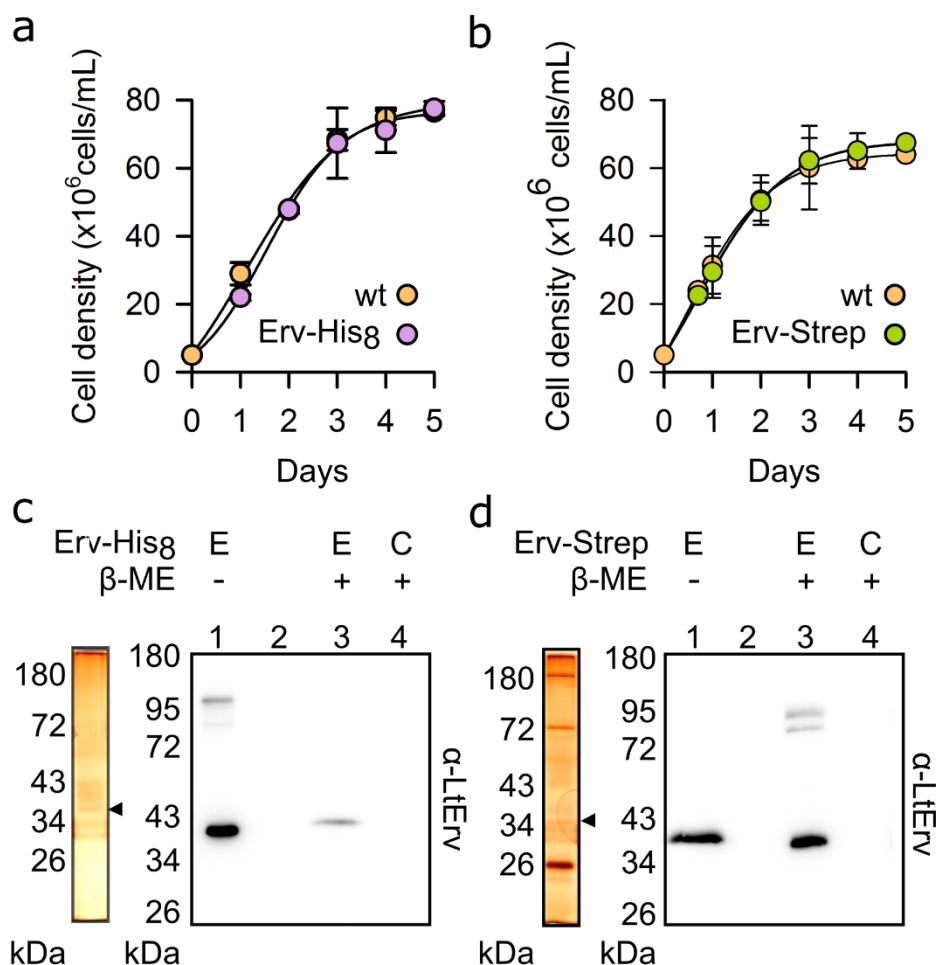 a
Cell density (x10⁶cells/mL)
80
60
40
20
0
wt
Erv-His8
0 1 2 3 4 5
Days
b
Cell density (x10⁶ cells/mL)
80
60
40
20
0
wt
Erv-Strep
0 1 2 3 4 5
Days
c
Erv-His8 E E C
β-ME - + +
1 2 3 4
180
72
43
34
26
kDa
180
95
72
43
34
26
kDa
α-LtErv
d
Erv-Strep E E C
β-ME - + +
1 2 3 4
180
72
43
34
26
kDa
180
95
72
43
34
26
kDa
α-LtErv